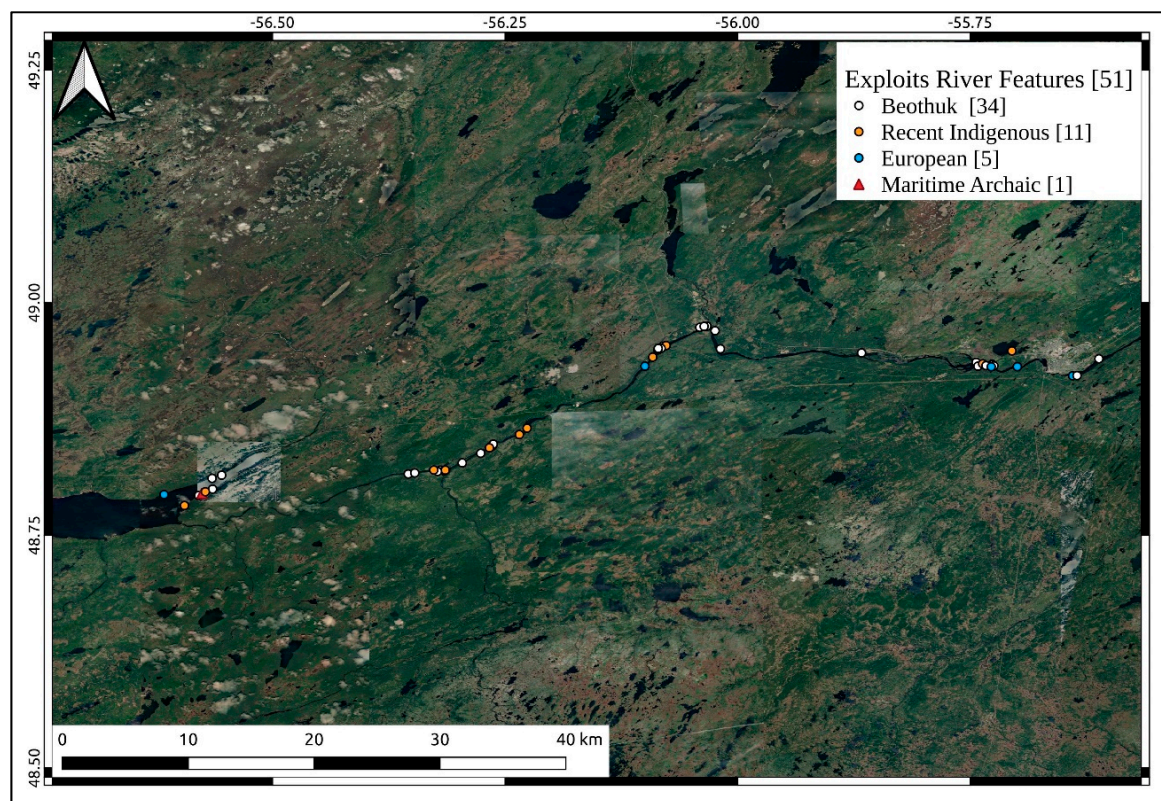 -56.50 -56.25 -56.00 -55.75
49.25
49.00
48.75
48.50
Exploits River Features [51]
Beothuk [34]
Recent Indigenous [11]
European [5]
Maritime Archaic [1]
0 10 20 30 40 km